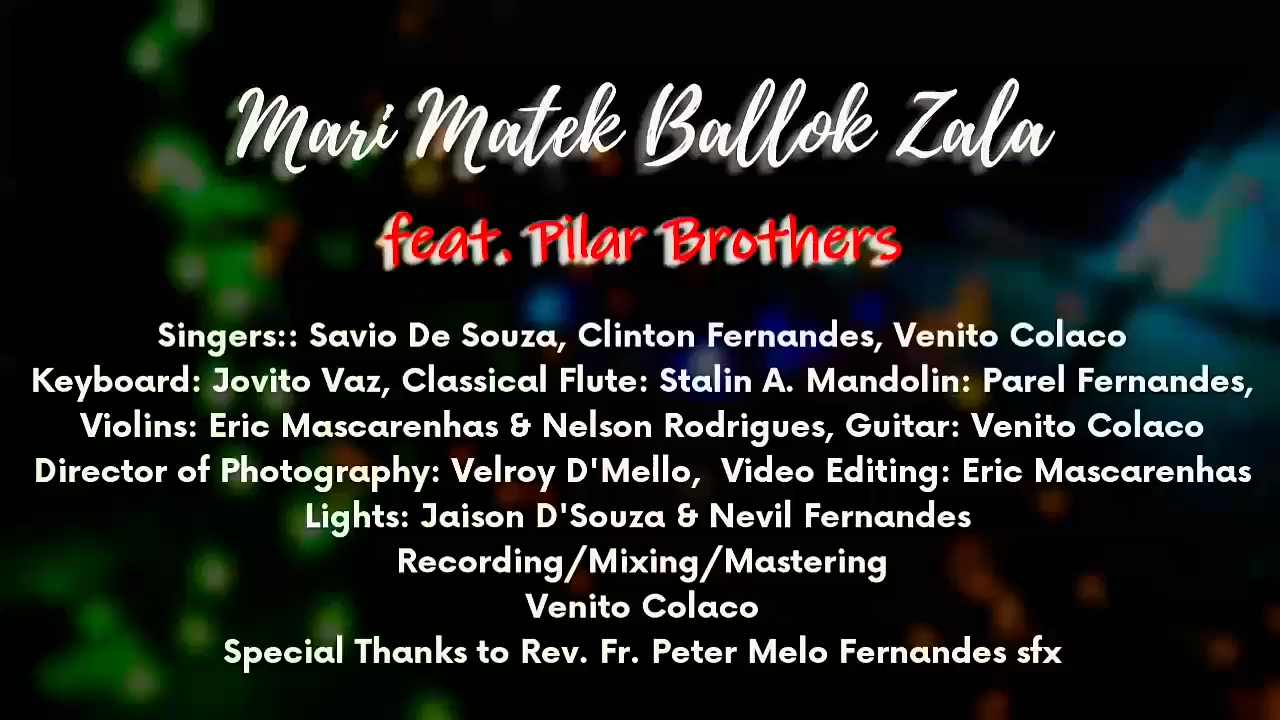 Mari Matek Ballok Zala
feat. Pilar Brothers
Singers:: Savio De Souza, Clinton Fernandes, Venito Colaco
Keyboard: Jovito Vaz, Classical Flute: Stalin A. Mandolin: Parel Fernandes,
Violins: Eric Mascarenhas & Nelson Rodrigues, Guitar: Venito Colaco
Director of Photography: Velroy D'Mello, Video Editing: Eric Mascarenhas
Lights: Jaison D'Souza & Nevil Fernandes
Recording/Mixing/Mastering
Venito Colaco
Special Thanks to Rev. Fr. Peter Melo Fernandes sfx